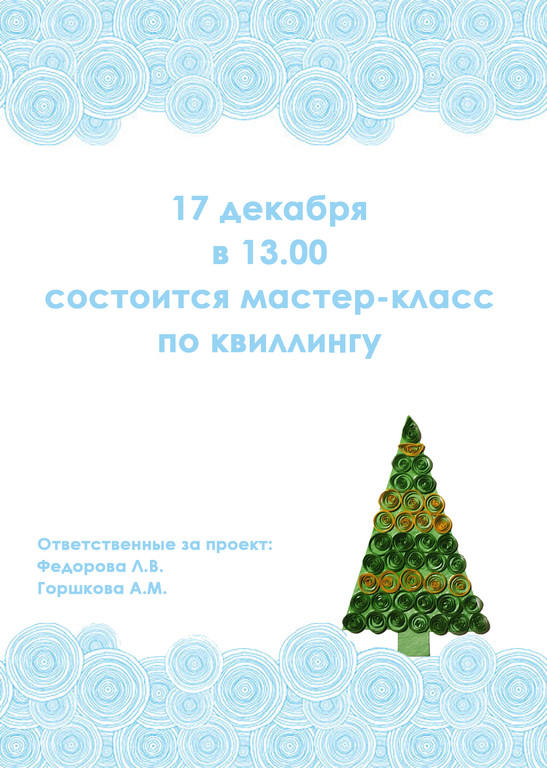 17 декабря
в 13.00
состоится мастер-класс
по квиллингу
Ответственные за проект:
Федорова Л.В.
Горшкова А.М.